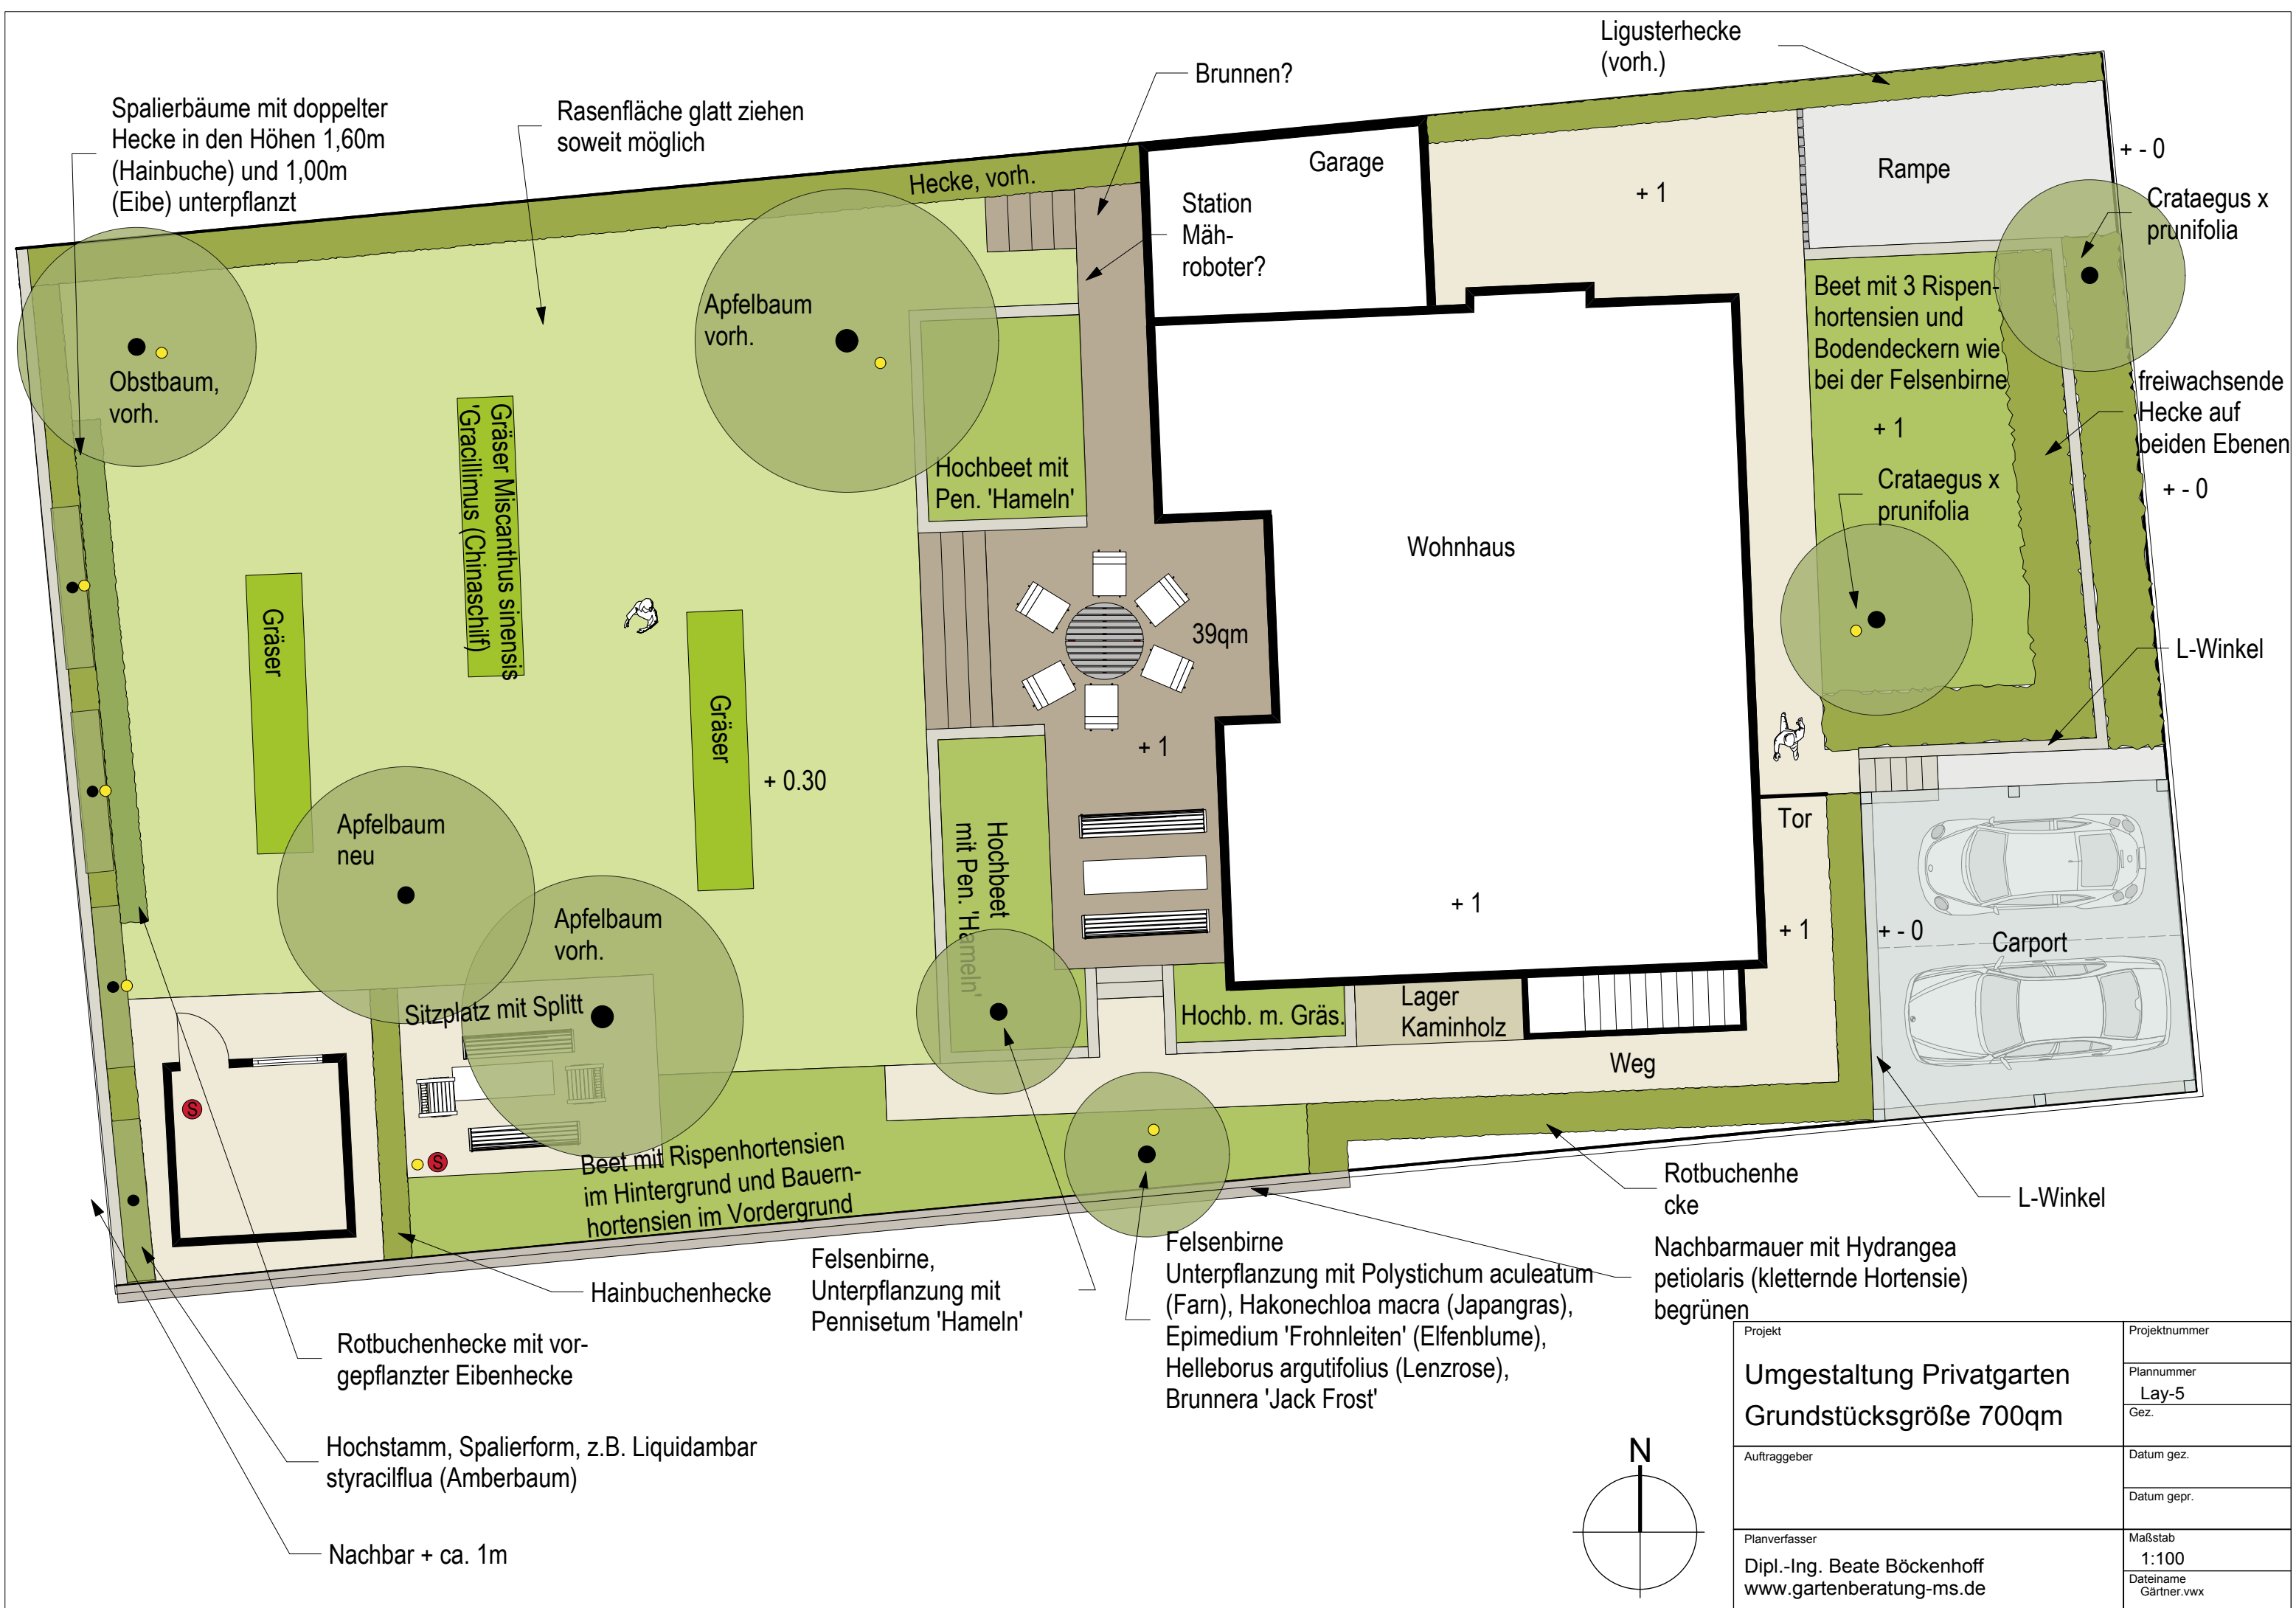 Ligusterhecke
(vorh.)
Brunnen?
Spalierbäume mit doppelter
Hecke in den Höhen 1,60m
(Hainbuche) und 1,00m
(Eibe) unterpflanzt
Rasenfläche glatt ziehen
soweit möglich
Garage
Rampe
+ - 0
Hecke, vorh.
+ 1
Station
Mäh-
roboter?
Crataegus x
prunifolia
Apfelbaum
vorh.
Beet mit 3 Rispen-
hortensien und
Bodendeckern wie
bei der Felsenbirne
Obstbaum,
vorh.
freiwachsende
Hecke auf
beiden Ebenen
+ 1
Gräser Miscanthus sinensis
'Gracillimus (Chinaschilf)
Hochbeet mit
Pen. 'Hameln'
Crataegus x
prunifolia
+ - 0
Wohnhaus
Gräser
39qm
L-Winkel
Gräser
+ 1
+ 0.30
Apfelbaum
neu
Hochbeet
mit Pen. 'Hameln'
Tor
+ 1
+ 1
+ - 0
Carport
Apfelbaum
vorh.
Sitzplatz mit Splitt
Hochb. m. Gräs.
Lager
Kaminholz
Weg
S
S
Beet mit Rispenhortensien
im Hintergrund und Bauern-
hortensien im Vordergrund
Rotbuchenhe
cke
L-Winkel
Hainbuchenhecke
Felsenbirne,
Unterpflanzung mit
Pennisetum 'Hameln'
Felsenbirne
Unterpflanzung mit Polystichum aculeatum
(Farn), Hakonechloa macra (Japangras),
Epimedium 'Frohnleiten' (Elfenblume),
Helleborus argutifolius (Lenzrose),
Brunnera 'Jack Frost'
Nachbarmauer mit Hydrangea
petiolaris (kletternde Hortensie)
begrünen
Rotbuchenhecke mit vor-
gepflanzter Eibenhecke
Hochstamm, Spalierform, z.B. Liquidambar
styracilflua (Amberbaum)
Nachbar + ca. 1m
N
Projekt
Umgestaltung Privatgarten
Grundstücksgröße 700qm
Projektnummer
Plannummer
Lay-5
Gez.
Auftraggeber
Datum gez.
Datum gepr.
Planverfasser
Dipl.-Ing. Beate Böckenhoff
www.gartenberatung-ms.de
Maßstab
1:100
Dateiname
Gärtner.vwx